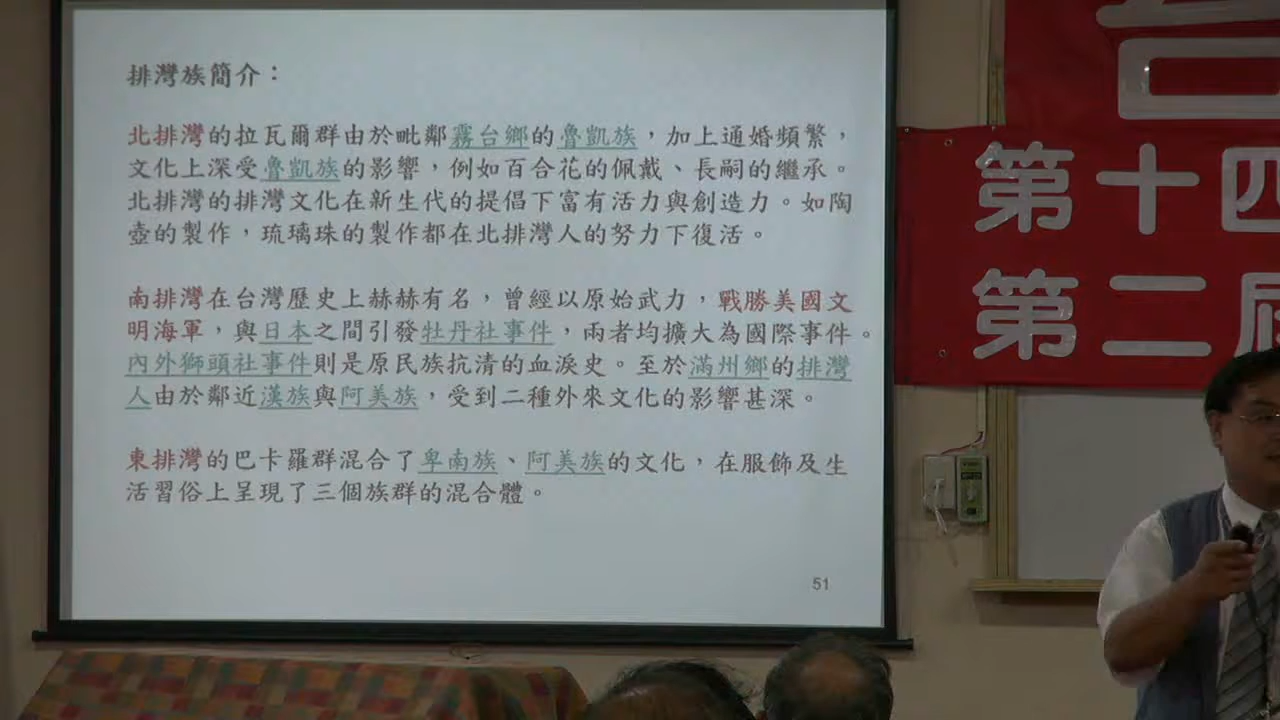 排灣族簡介：
北排灣的拉瓦爾群由於毗鄰霧台鄉的魯凱族，加上通婚頻繁，
文化上深受魯凱族的影響，例如百合花的佩戴、長嗣的繼承。
北排灣的排灣文化在新生代的提倡下富有活力與創造力。如陶
壺的製作，琉璃珠的製作都在北排灣人的努力下復活。
南排灣在台灣歷史上赫赫有名，曾經以原始武力，戰勝美國文
明海軍，與日本之間引發牡丹社事件，兩者均擴大為國際事件。
內外獅頭社事件則是原民族抗清的血淚史。至於滿州鄉的排灣
人由於鄰近漢族與阿美族，受到二種外來文化的影響甚深。
東排灣的巴卡羅群混合了卑南族、阿美族的文化，在服飾及生
活習俗上呈現了三個族群的混合體。
51
第十四
第二屆